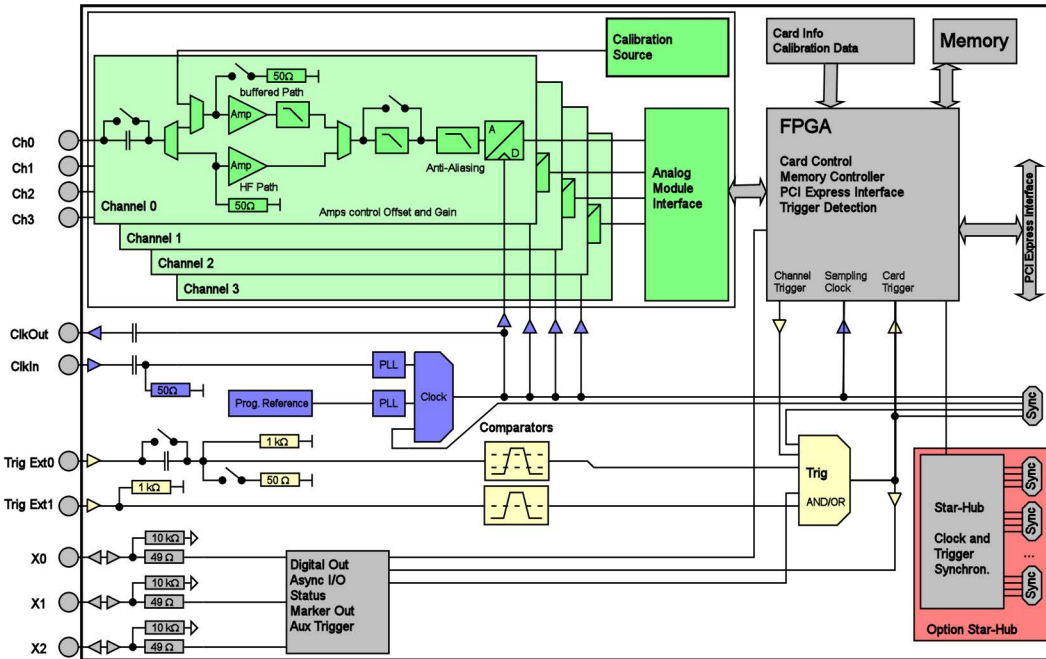 Calibration
Source
Card Info
Calibration Data
Memory
50Ω
buffered Path
Amp
Ch0
Ch1
Ch2
Ch3
Amp
HF Path
50Ω
A
D
Anti-Aliasing
Channel 0
Amps control Offset and Gain
Channel 1
Channel 2
Channel 3
Analog
Module
Interface
FPGA
Card Control
Memory Controller
PCI Express Interface
Trigger Detection
Channel
Trigger
Sampling
Clock
Card
Trigger
PCI Express Interface
ClkOut
ClkIn
50Ω
PLL
Prog. Reference
PLL
Clock
Sync
Trig Ext0
1 kΩ
50 Ω
Comparators
Trig Ext1
1 kΩ
Trig
AND/OR
X0
10 kΩ
49 Ω
X1
10 kΩ
49 Ω
X2
10 kΩ
49 Ω
Digital Out
Async I/O
Status
Marker Out
Aux Trigger
Star-Hub
Clock and
Trigger
Synchron.
Sync
Sync
...
Sync
Option Star-Hub